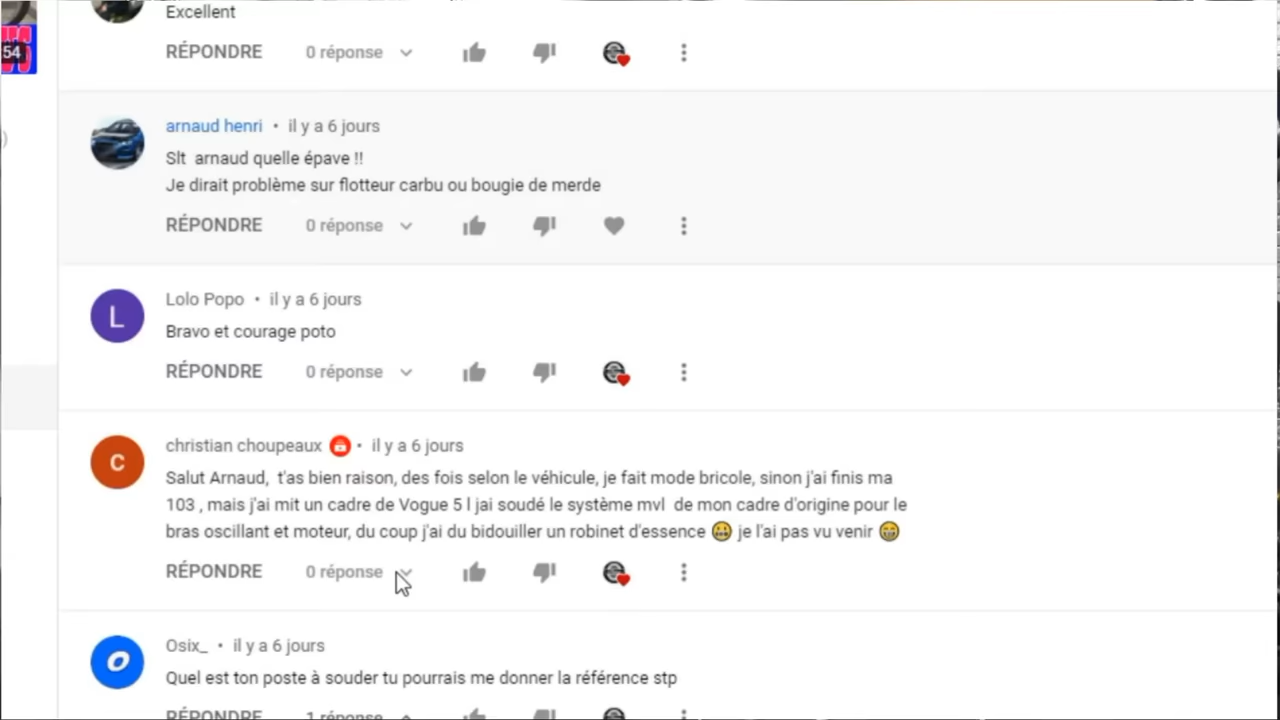 Excellent
RÉPONDRE 0 réponse
54
arnaud henri • il y a 6 jours
Slt arnaud quelle épave !!
Je dirait problème sur flotteur carbu ou bougie de merde
RÉPONDRE 0 réponse
L
Lolo Popo • il y a 6 jours
Bravo et courage poto
RÉPONDRE 0 réponse
C
christian choupeaux • il y a 6 jours
Salut Arnaud, t'as bien raison, des fois selon le véhicule, je fait mode bricole, sinon j'ai finis ma
103 , mais j'ai mit un cadre de Vogue 5 l jai soudé le système mvl de mon cadre d'origine pour le
bras oscillant et moteur, du coup j'ai du bidouiller un robinet d'essence 😬 je l'ai pas vu venir 😁
RÉPONDRE 0 réponse
O
Osix_ • il y a 6 jours
Quel est ton poste à souder tu pourrais me donner la référence stp
RÉPONDRE 1 réponse